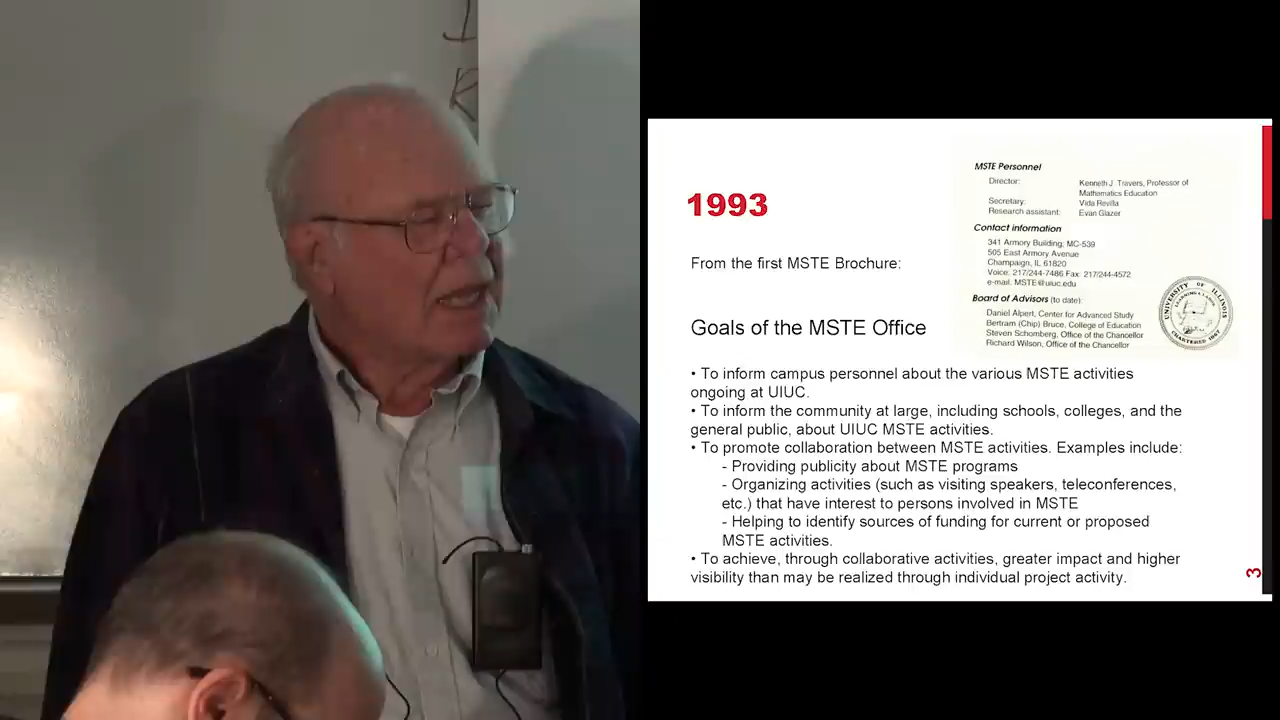 1993
From the first MSTE Brochure:
Goals of the MSTE Office
MSTE Personnel
Director: Kenneth J. Travers, Professor of
Mathematics Education
Secretary: Vida Revilla
Research assistant: Evan Glazer
Contact information
341 Armory Building, MC-539
505 East Armory Avenue
Champaign, IL 61820
Voice: 217/244-7486 Fax: 217/244-4572
e-mail: MSTE@uiuc.edu
Board of Advisors (to date):
Daniel Alpert, Center for Advanced Study
Bertram (Chip) Bruce, College of Education
Steven Schomberg, Office of the Chancellor
Richard Wilson, Office of the Chancellor
UNIVERSITY OF ILLINOIS
• To inform campus personnel about the various MSTE activities
ongoing at UIUC.
• To inform the community at large, including schools, colleges, and the
general public, about UIUC MSTE activities.
• To promote collaboration between MSTE activities. Examples include:
- Providing publicity about MSTE programs
- Organizing activities (such as visiting speakers, teleconferences,
etc.) that have interest to persons involved in MSTE
- Helping to identify sources of funding for current or proposed
MSTE activities.
• To achieve, through collaborative activities, greater impact and higher
visibility than may be realized through individual project activity.
3